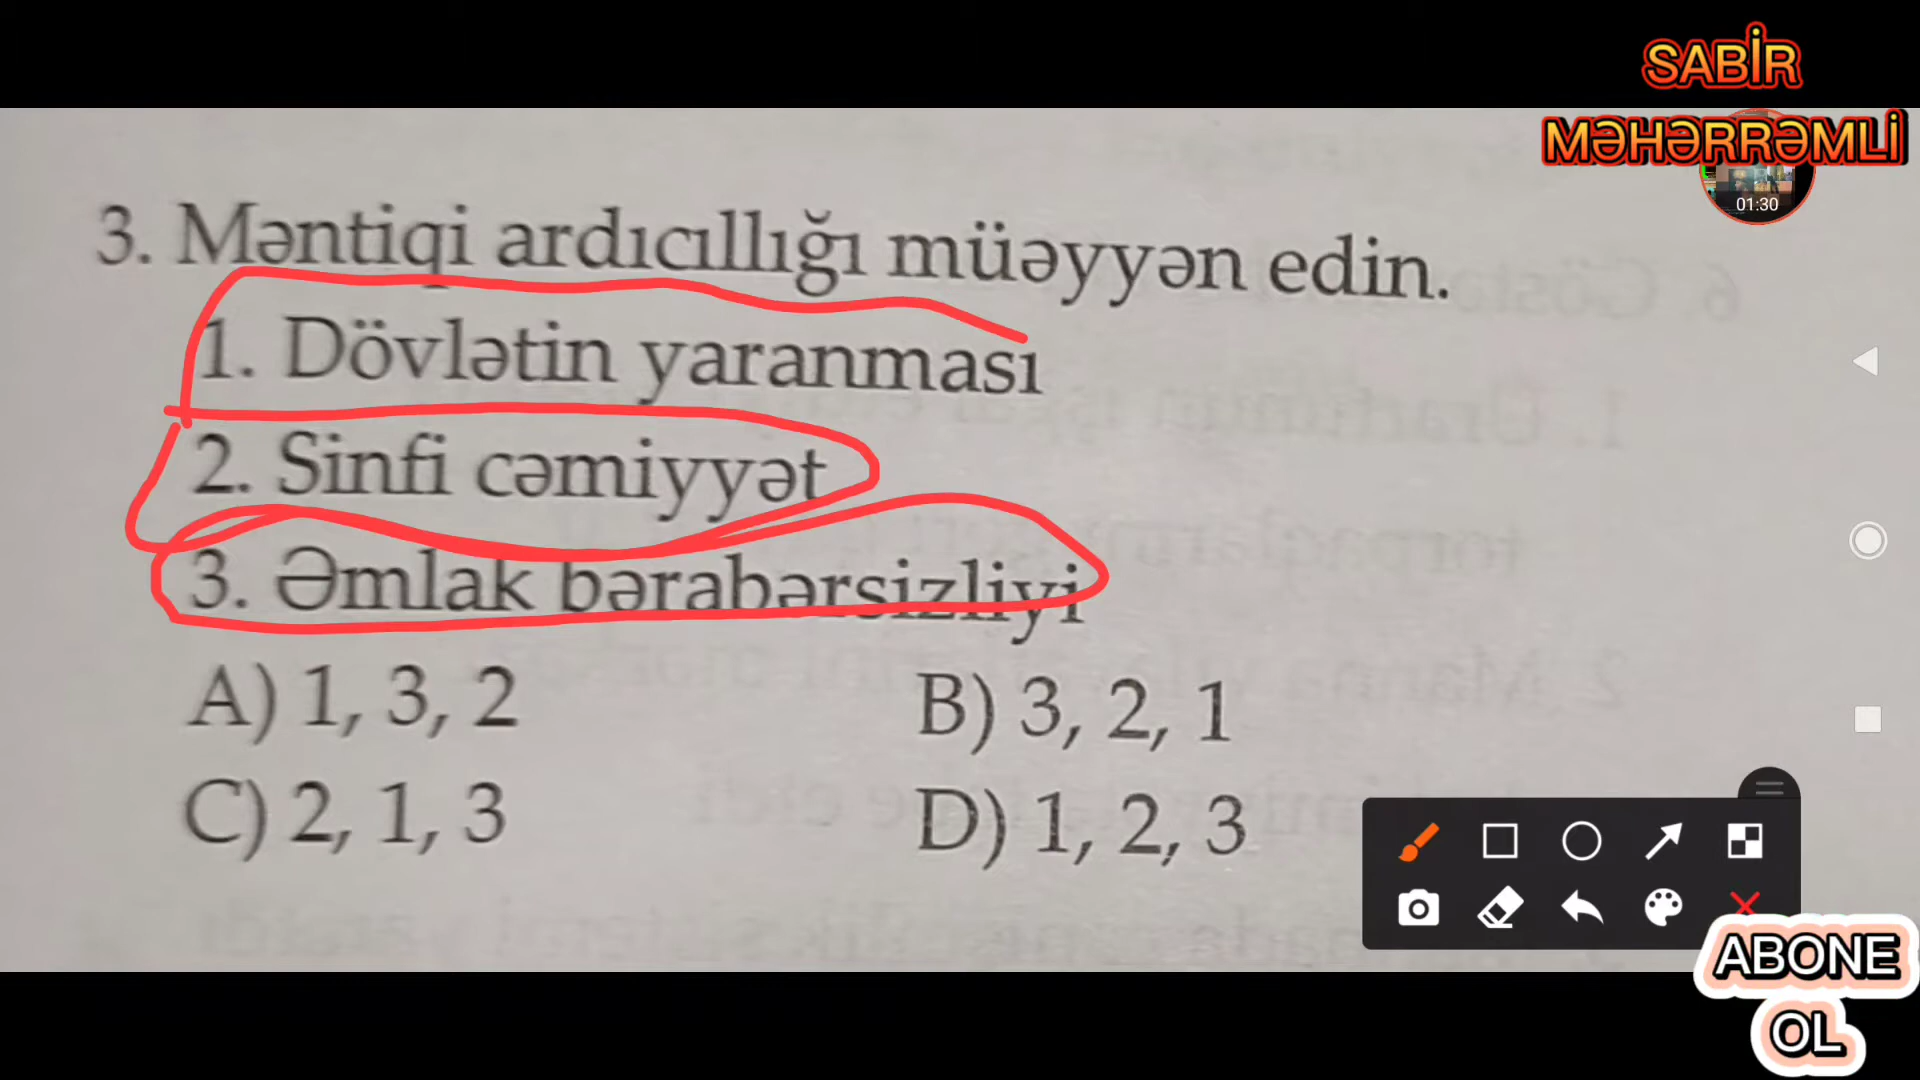 SABİR
MƏHƏRRƏMLİ
01:30
3. Məntiqi ardıcıllığı müəyyən edin.
1. Dövlətin yaranması
2. Sinfi cəmiyyət
3. Əmlak bərabərsizliyi
A) 1, 3, 2
B) 3, 2, 1
C) 2, 1, 3
D) 1, 2, 3
ABONE
OL